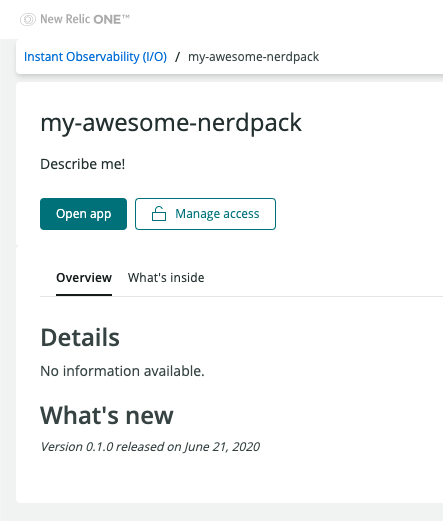 New Relic ONE™
Instant Observability (I/O) / my-awesome-nerdpack
my-awesome-nerdpack
Describe me!
Open app Manage access
Overview What's inside
Details
No information available.
What's new
Version 0.1.0 released on June 21, 2020